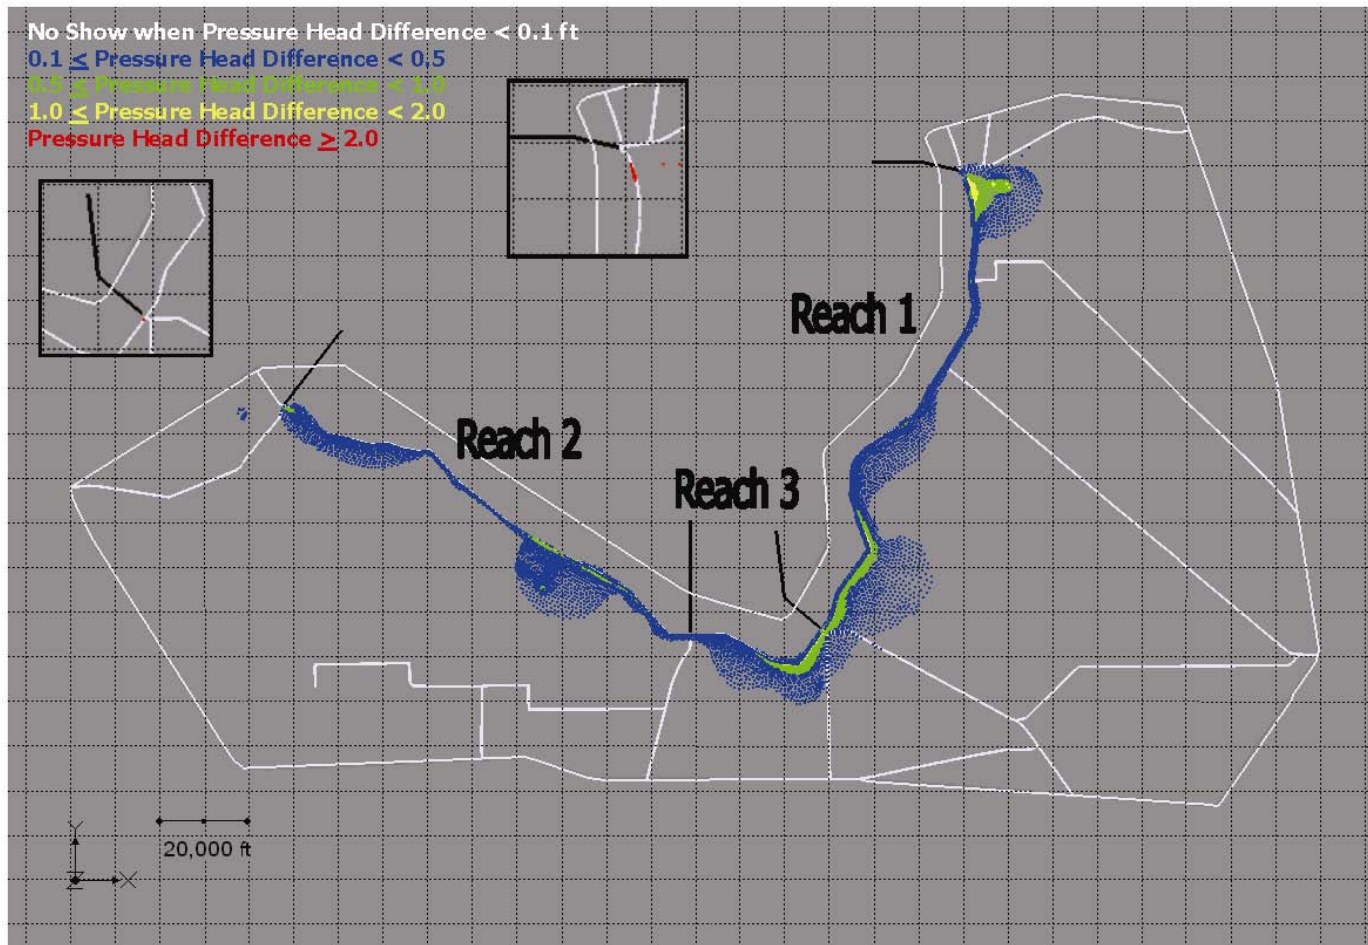 No Show when Pressure Head Difference < 0.1 ft
0.1 ≤ Pressure Head Difference < 0.5
0.5 ≤ Pressure Head Difference < 1.0
1.0 ≤ Pressure Head Difference < 2.0
Pressure Head Difference ≥ 2.0
Reach 1
Reach 2
Reach 3
20,000 ft
Y
Z
X